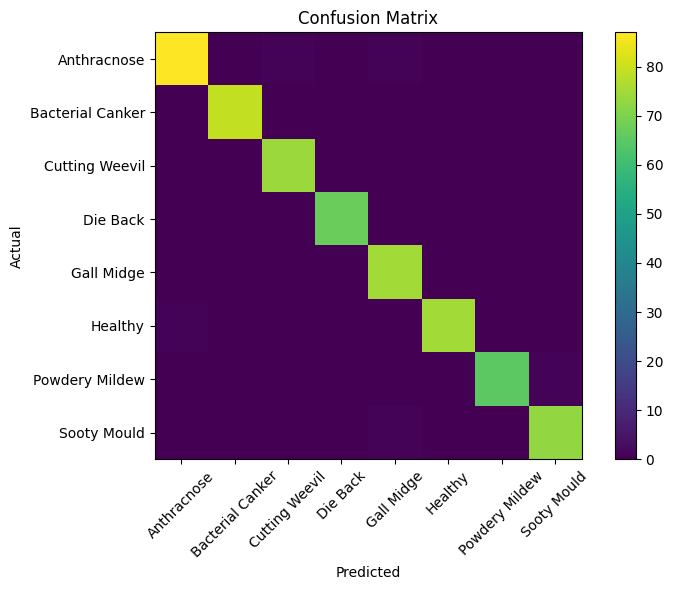 Confusion Matrix
Actual
Anthracnose
Bacterial Canker
Cutting Weevil
Die Back
Gall Midge
Healthy
Powdery Mildew
Sooty Mould
Anthracnose
Bacterial Canker
Cutting Weevil
Die Back
Gall Midge
Healthy
Powdery Mildew
Sooty Mould
Predicted
80
70
60
50
40
30
20
10
0